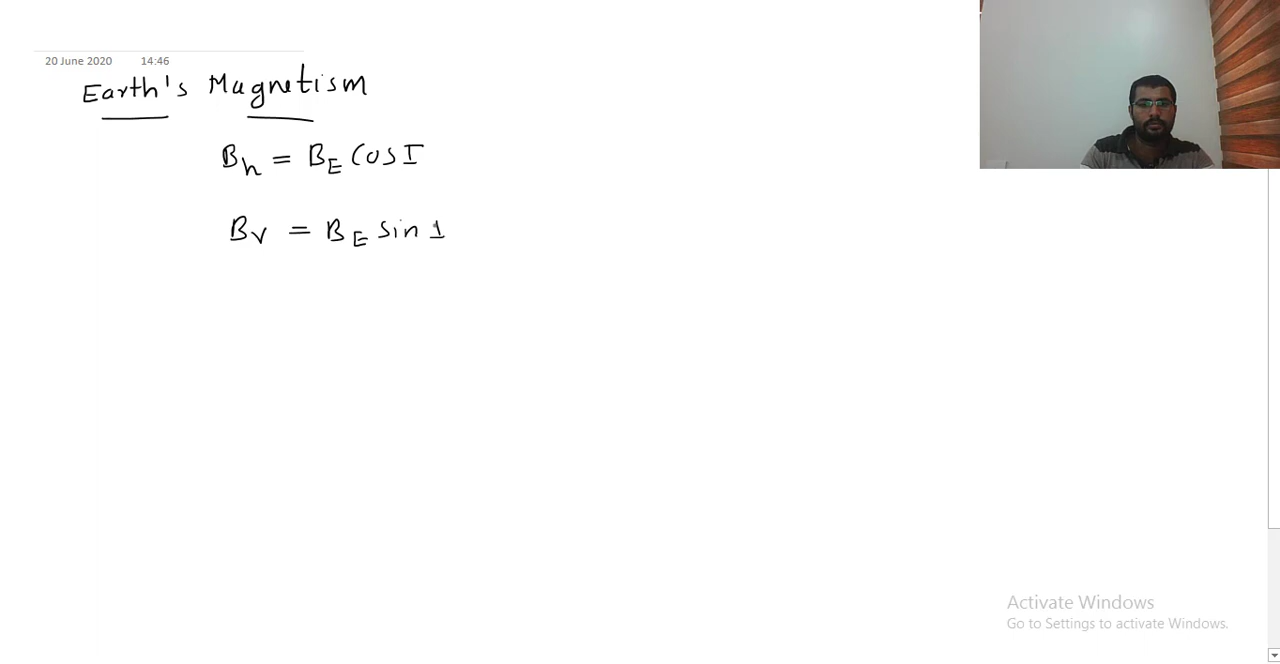 20 June 2020 14:46
Earth's Magnetism
Bh = BE Cos I
Bv = BE Sin I
Activate Windows
Go to Settings to activate Windows.